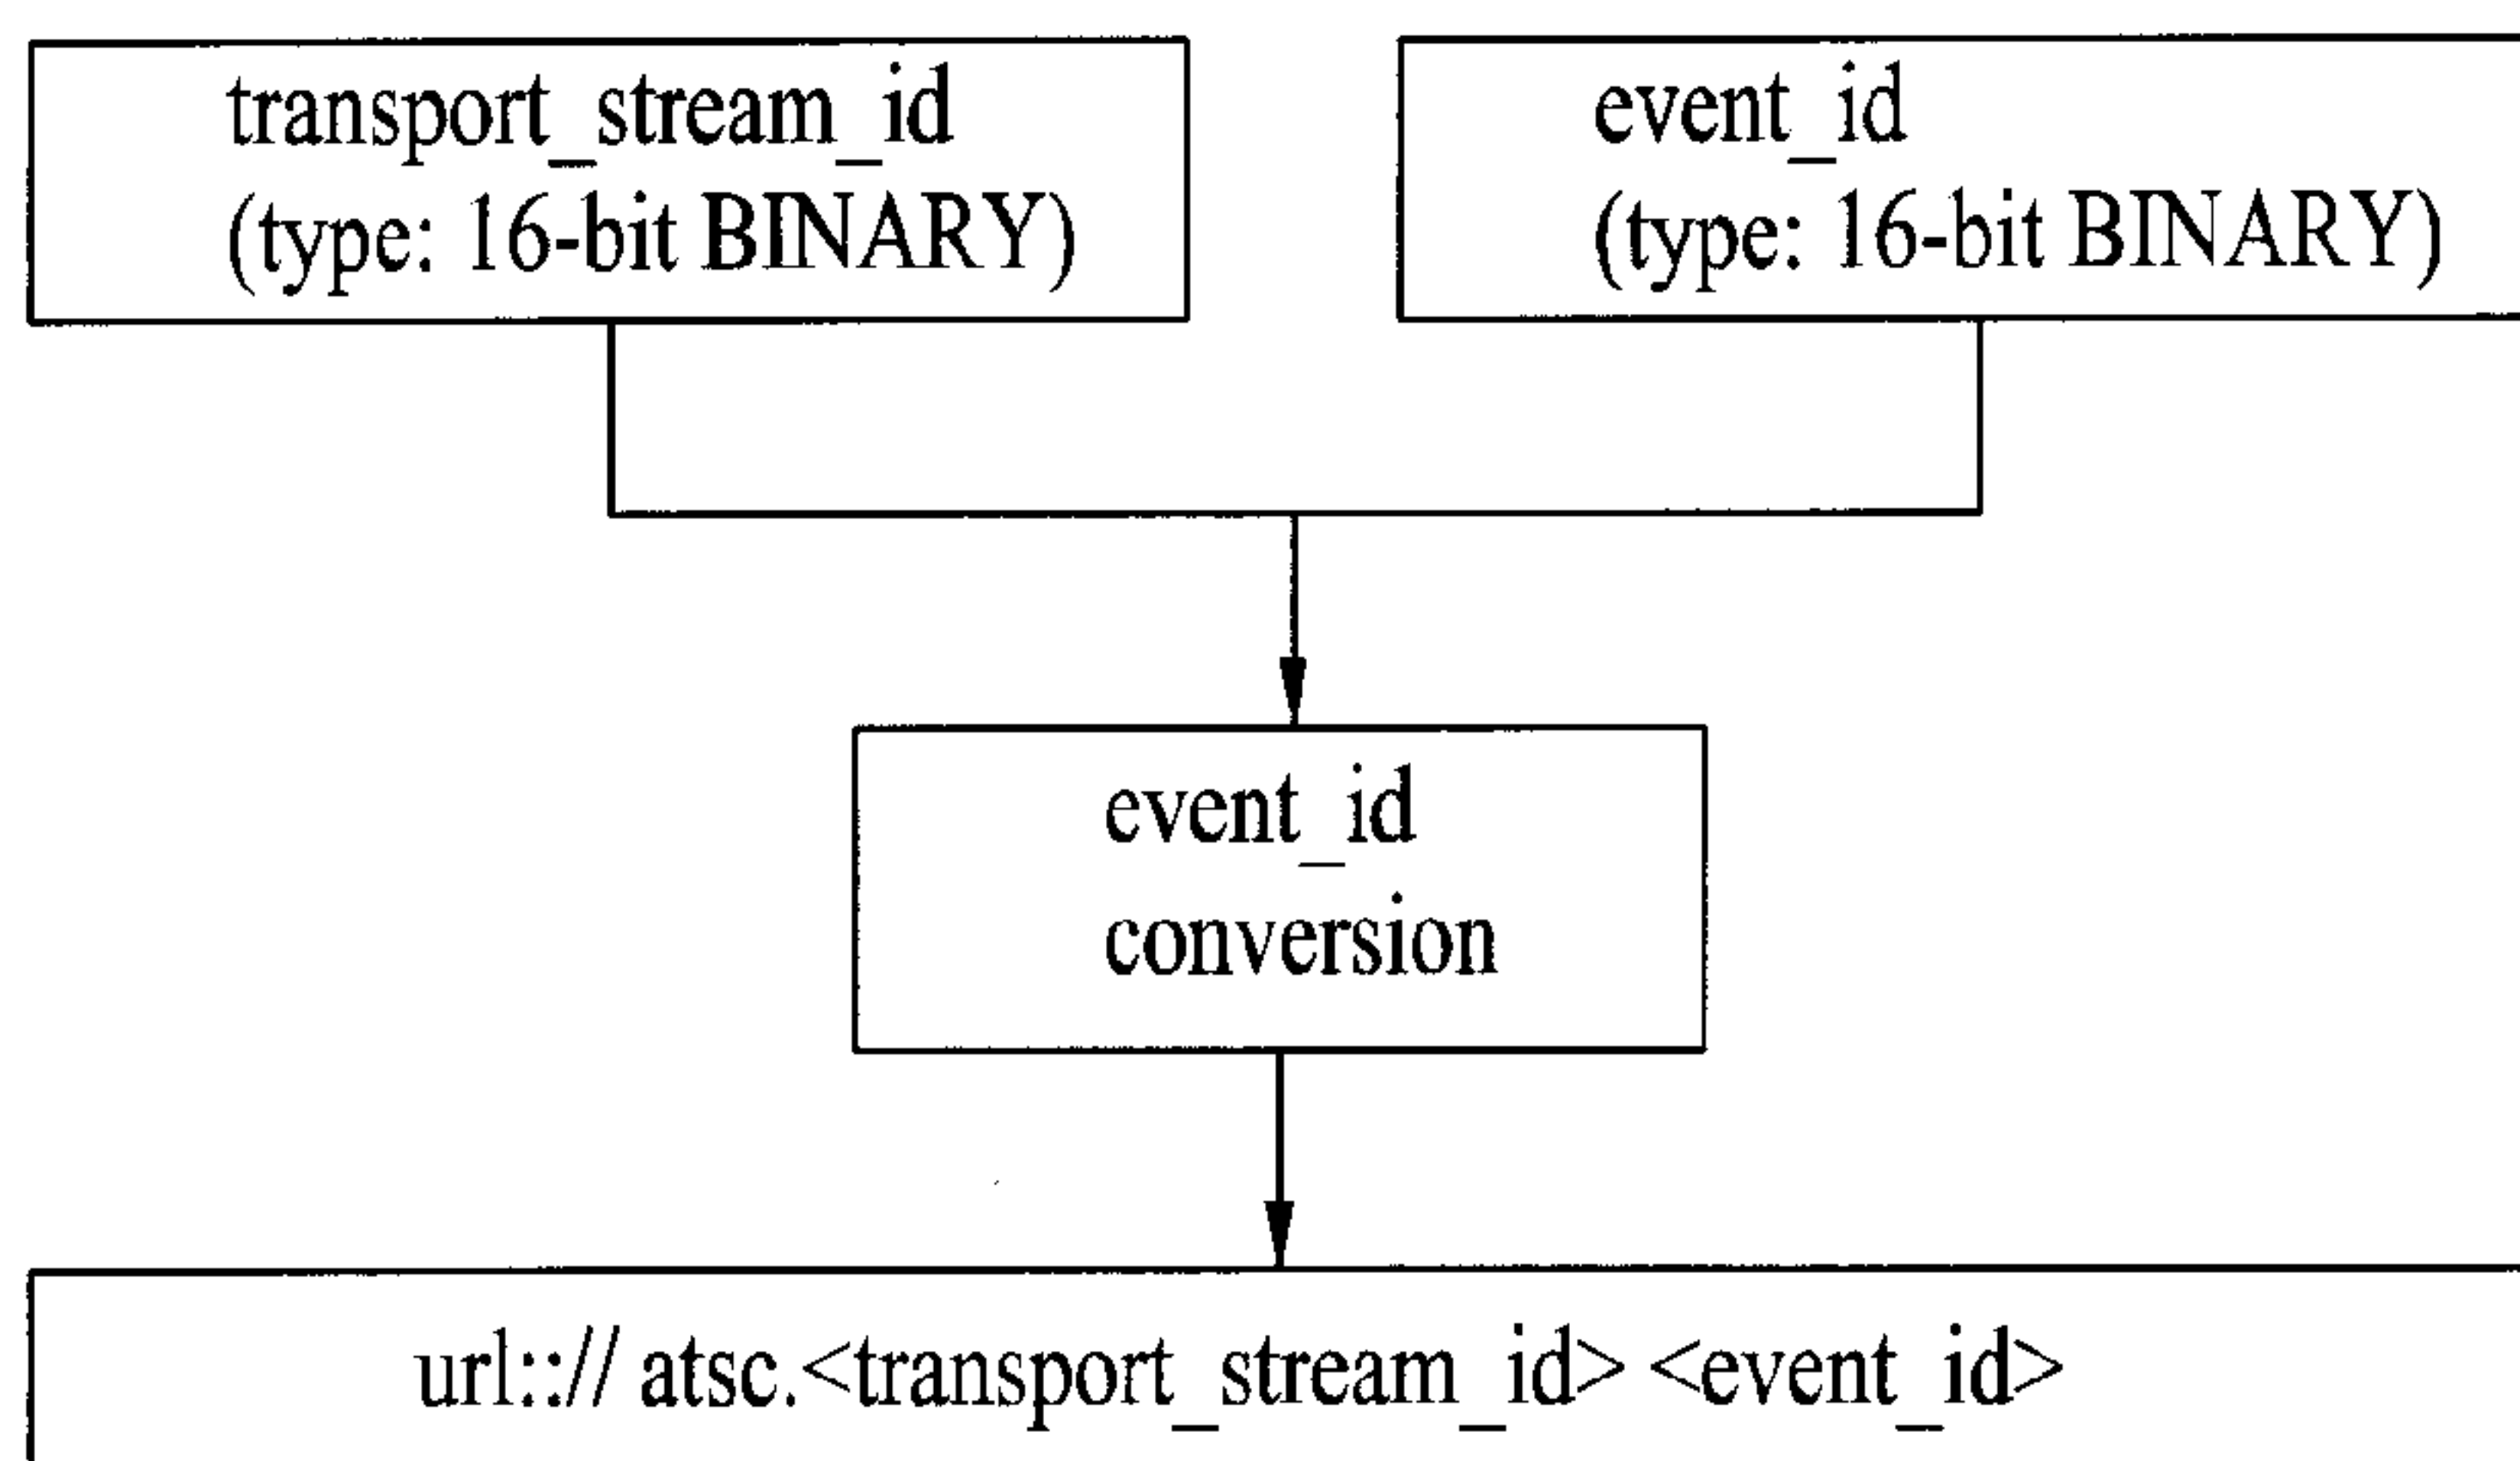 transport_stream_id
(type: 16-bit BINARY)
event_id
(type: 16-bit BINARY)
event_id
conversion
url::// atsc.<transport_stream_id> <event_id>